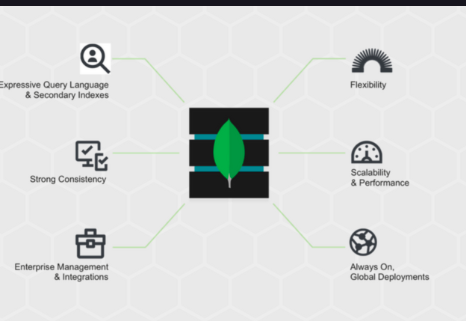 Expressive Query Language
& Secondary Indexes
Strong Consistency
Enterprise Management
& Integrations
Flexibility
Scalability
& Performance
Always On,
Global Deployments